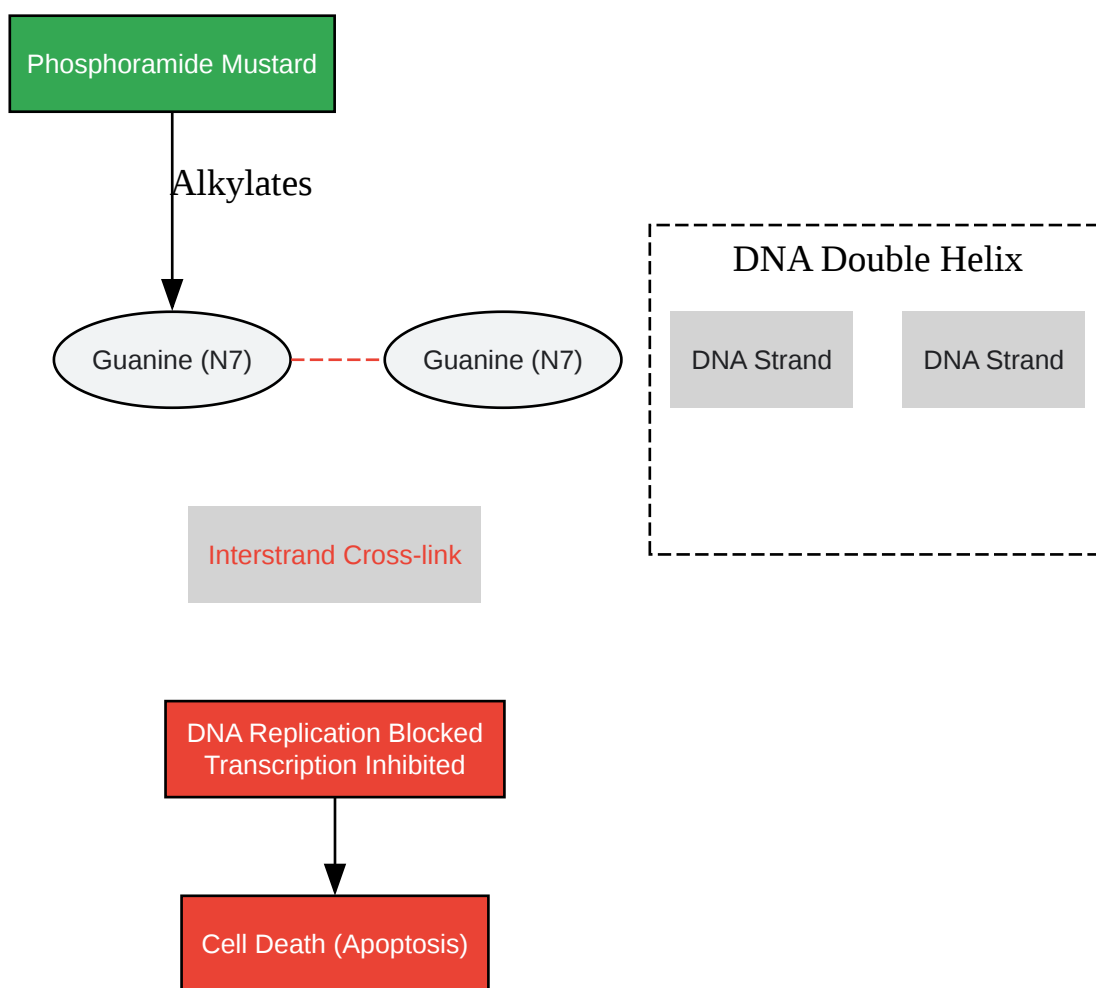 Phosphoramide Mustard
Alkylates
DNA Double Helix
Guanine (N7)
Guanine (N7)
DNA Strand
DNA Strand
Interstrand Cross-link
DNA Replication Blocked
Transcription Inhibited
Cell Death (Apoptosis)